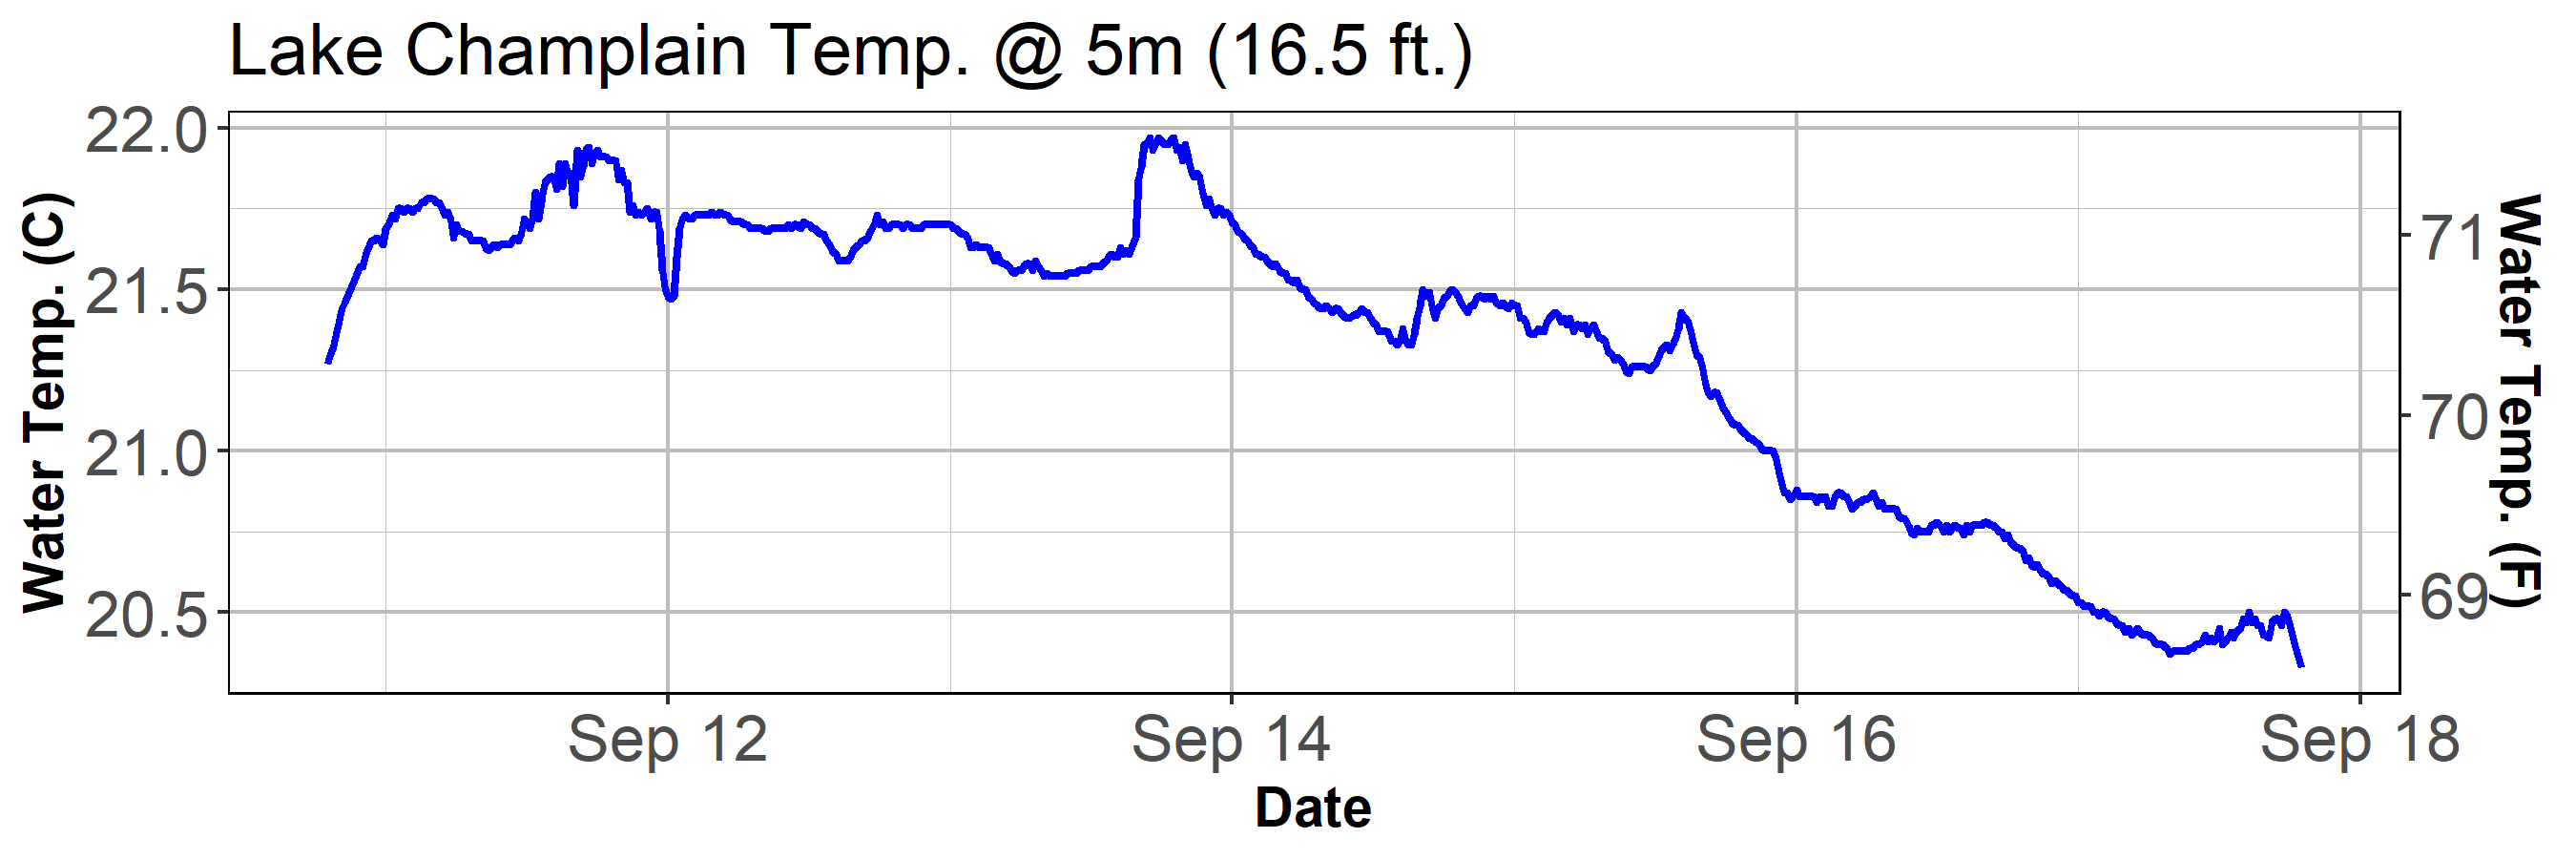 Lake Champlain Temp. @ 5m (16.5 ft.)
Water Temp. (C)
22.0
21.5
21.0
20.5
71
70
69
Water Temp. (F)
Sep 12 Sep 14 Sep 16 Sep 18
Date